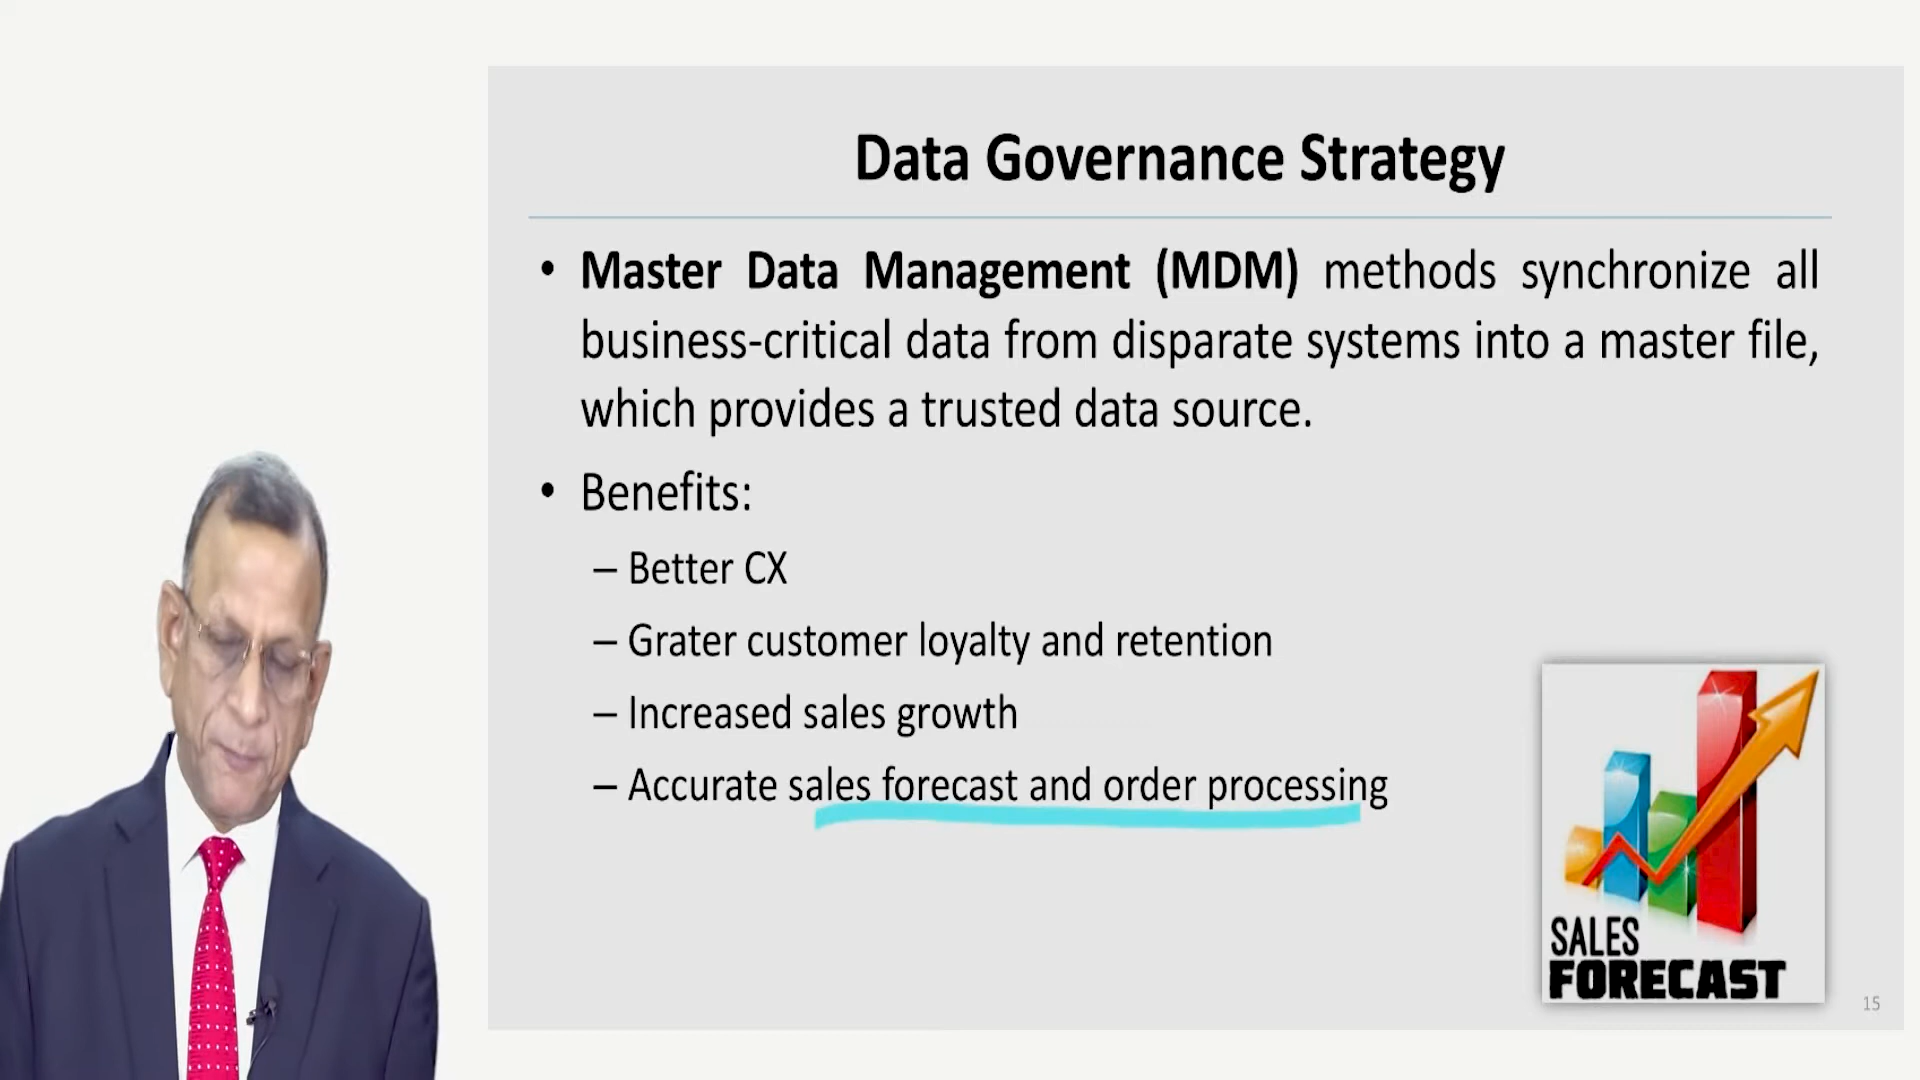 Data Governance Strategy
• Master Data Management (MDM) methods synchronize all
business-critical data from disparate systems into a master file,
which provides a trusted data source.
• Benefits:
– Better CX
– Grater customer loyalty and retention
– Increased sales growth
– Accurate sales forecast and order processing
SALES
FORECAST
15